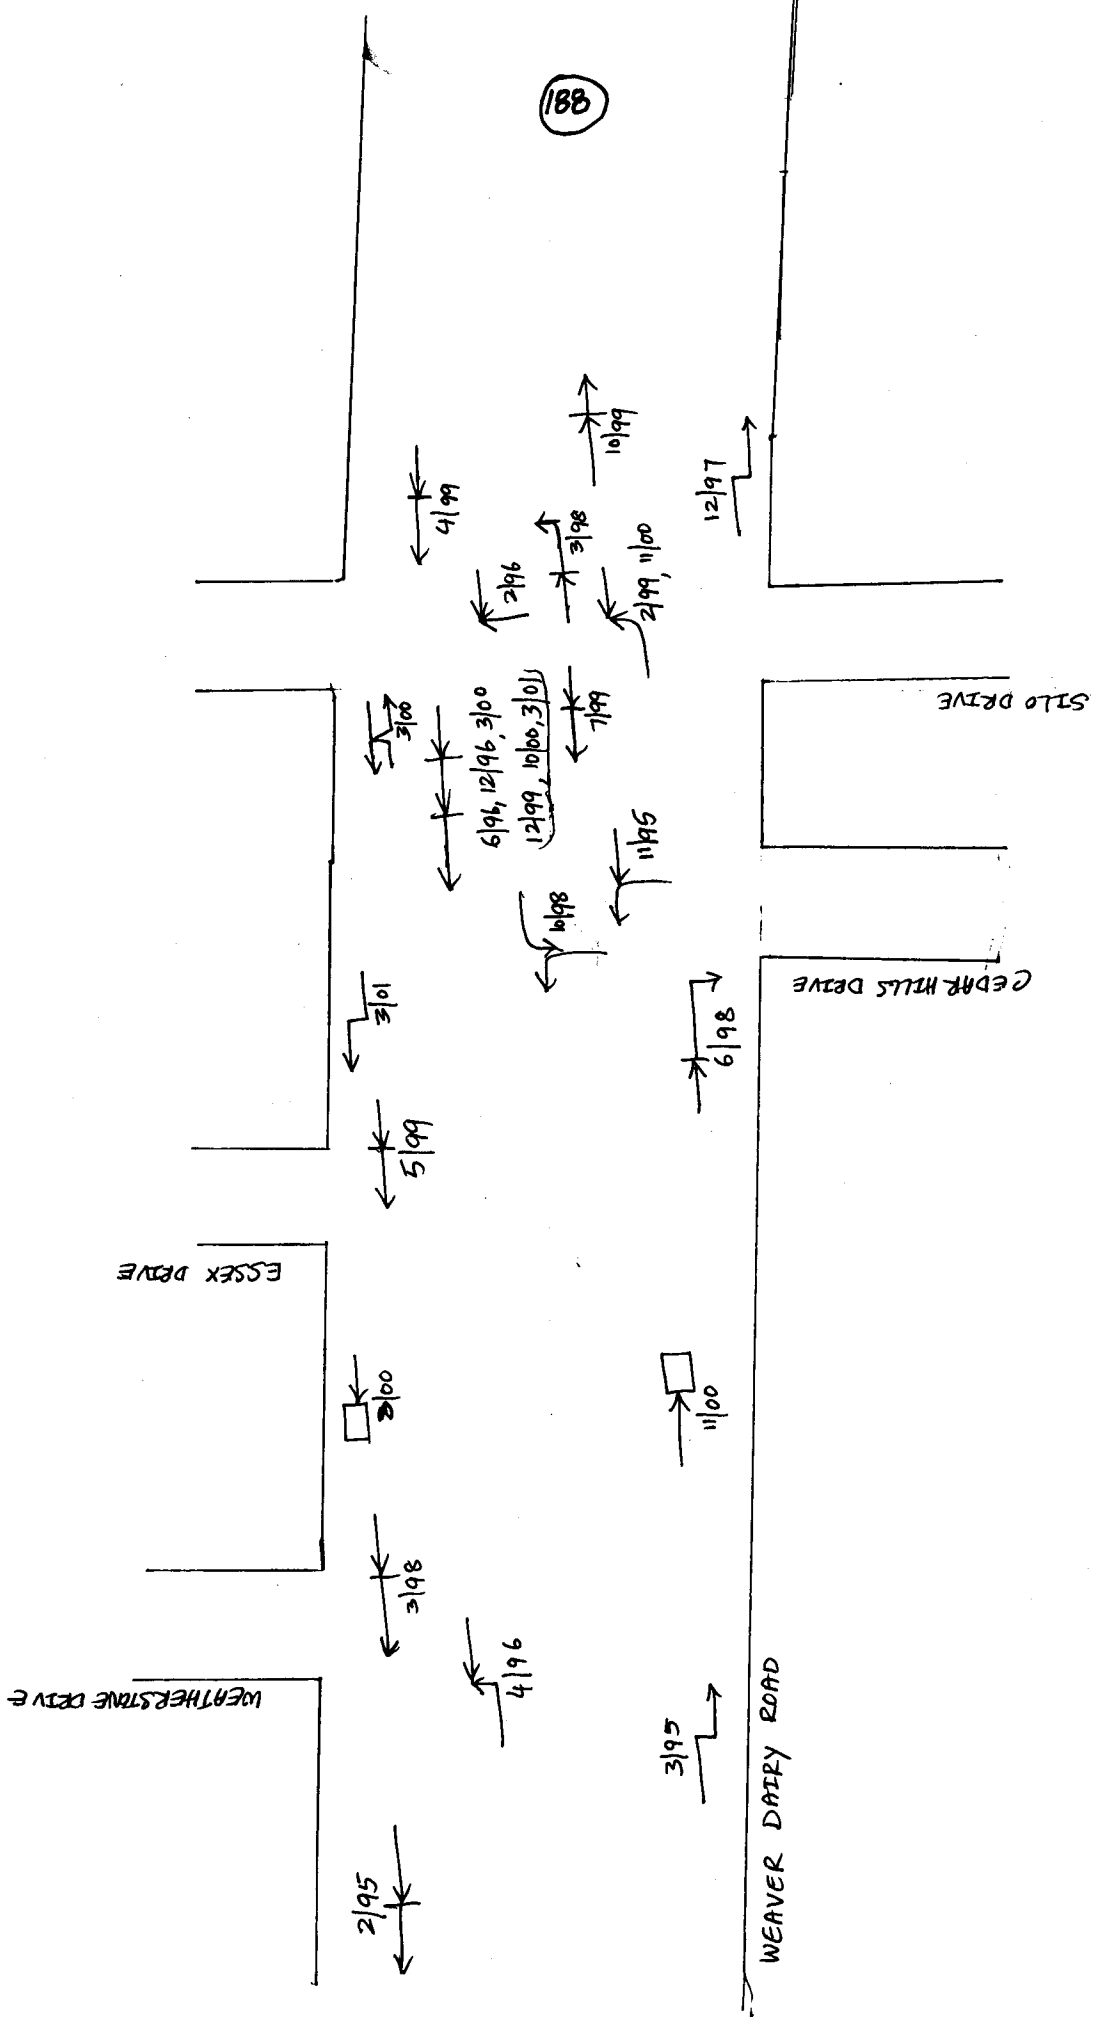 188
10/99
4/99
12/97
3/98
2/96
2/99, 11/00
3/00
6/96, 12/96, 3/00
12/99, 10/00, 3/01
7/99
SILO DRIVE
11/95
10/98
3/01
6/98
CEDAR HILLS DRIVE
5/99
ESSEX DRIVE
11/00
3/98
4/96
WEATHERSTONE DRIVE
3/95
2/95
WEAVER DAIRY ROAD